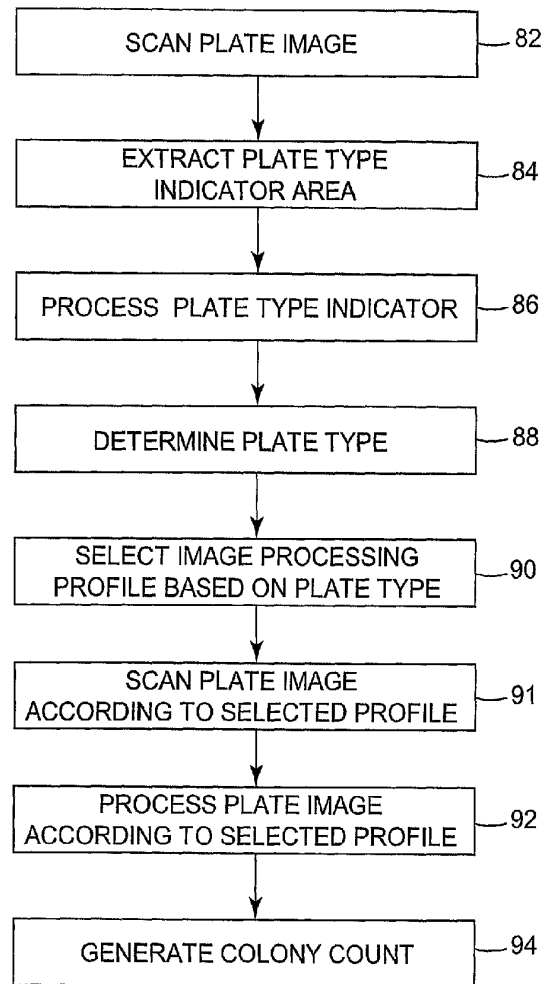 SCAN PLATE IMAGE
82
EXTRACT PLATE TYPE
INDICATOR AREA
84
PROCESS PLATE TYPE INDICATOR
86
DETERMINE PLATE TYPE
88
SELECT IMAGE PROCESSING
PROFILE BASED ON PLATE TYPE
90
SCAN PLATE IMAGE
ACCORDING TO SELECTED PROFILE
91
PROCESS PLATE IMAGE
ACCORDING TO SELECTED PROFILE
92
GENERATE COLONY COUNT
94